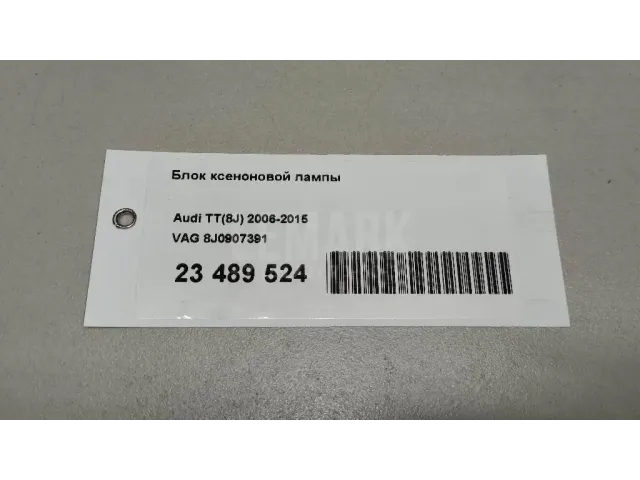 Блок ксеноновой лампы
Audi TT(8J) 2006-2015
VAG 8J0907391
23 489 524